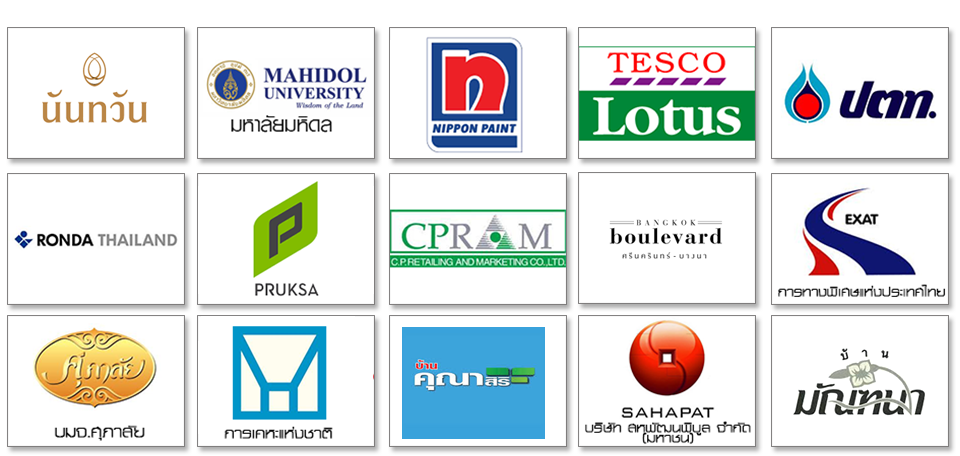 นันทวัน
MAHIDOL
UNIVERSITY
Wisdom of the Land
มหาลัยมหิดล
n
NIPPON PAINT
TESCO
Lotus
ปตท.
RONDA THAILAND
P
PRUKSA
CPRAM
C.P.RETAILING AND MARKETING CO.,LTD.
BANGKOK
boulevard
ศรีนครินทร์ - บางนา
EXAT
การทางพิเศษแห่งประเทศไทย
ศุภาลัย
บมจ.ศุภาลัย
การเคหะแห่งชาติ
บ้าน
คุณาสิริ
SAHAPAT
บริษัท สหพัฒนพิบูล จำกัด
(มหาชน)
บ้าน
มัณฑนา